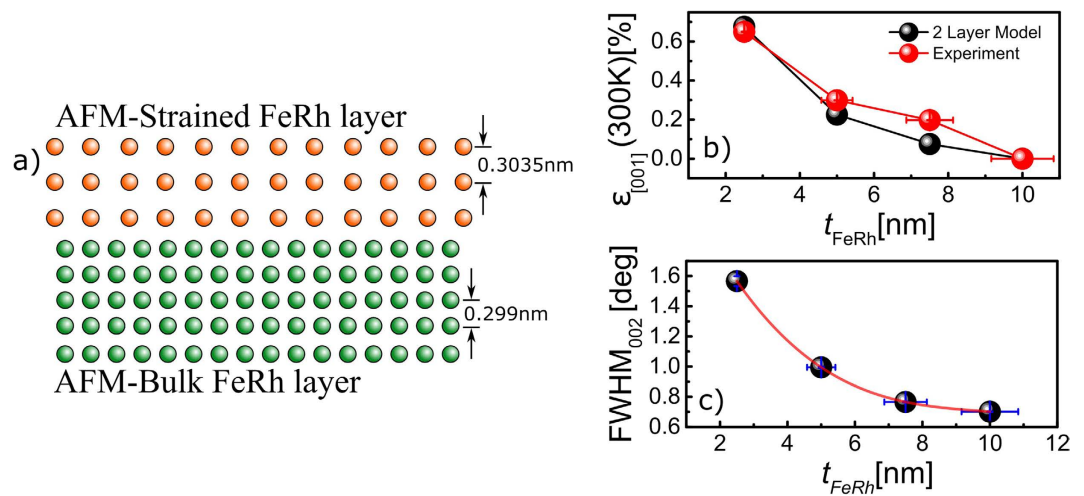 a)
AFM-Strained FeRh layer
0.3035nm
0.299nm
AFM-Bulk FeRh layer
b)
ε[001](300K)[%]
0.6
0.4
0.2
0.0
2 Layer Model
Experiment
2 4 6 8 10
tFeRh[nm]
c)
FWHM002 [deg]
1.6
1.4
1.2
1.0
0.8
0.6
2 4 6 8 10 12
tFeRh[nm]